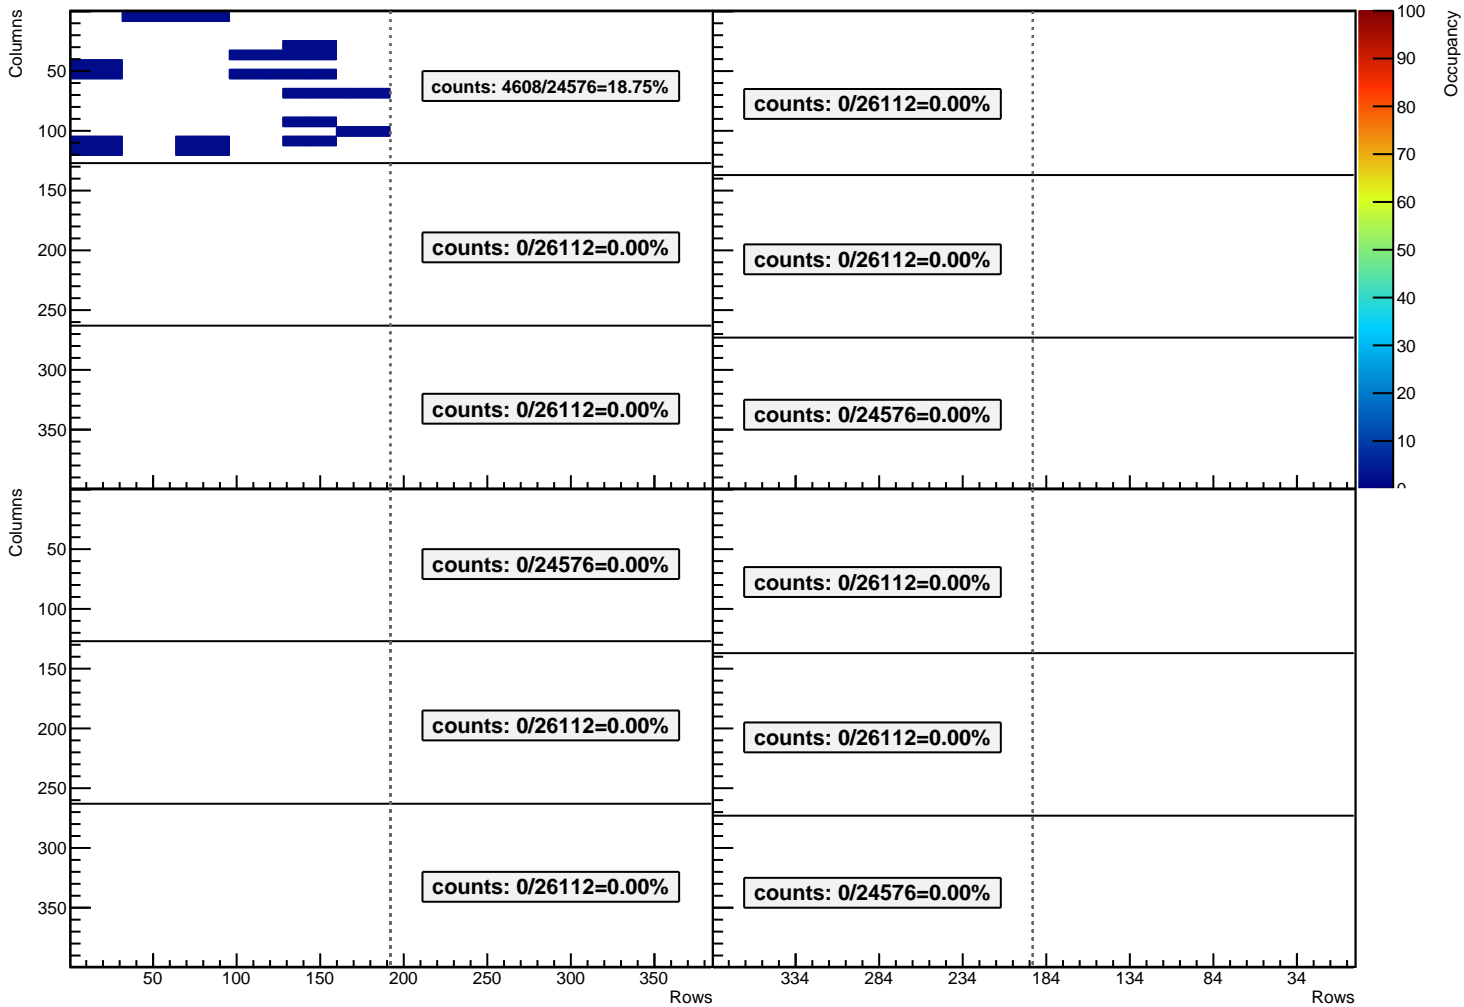 Columns
50
100
150
200
250
300
350
counts: 4608/24576=18.75%
counts: 0/26112=0.00%
counts: 0/26112=0.00%
counts: 0/26112=0.00%
counts: 0/26112=0.00%
counts: 0/24576=0.00%
100
90
80
70
60
50
40
30
20
10
0
Occupancy
Columns
50
100
150
200
250
300
350
counts: 0/24576=0.00%
counts: 0/26112=0.00%
counts: 0/26112=0.00%
counts: 0/26112=0.00%
counts: 0/26112=0.00%
counts: 0/24576=0.00%
50 100 150 200 250 300 350
Rows
334 284 234 184 134 84 34
Rows